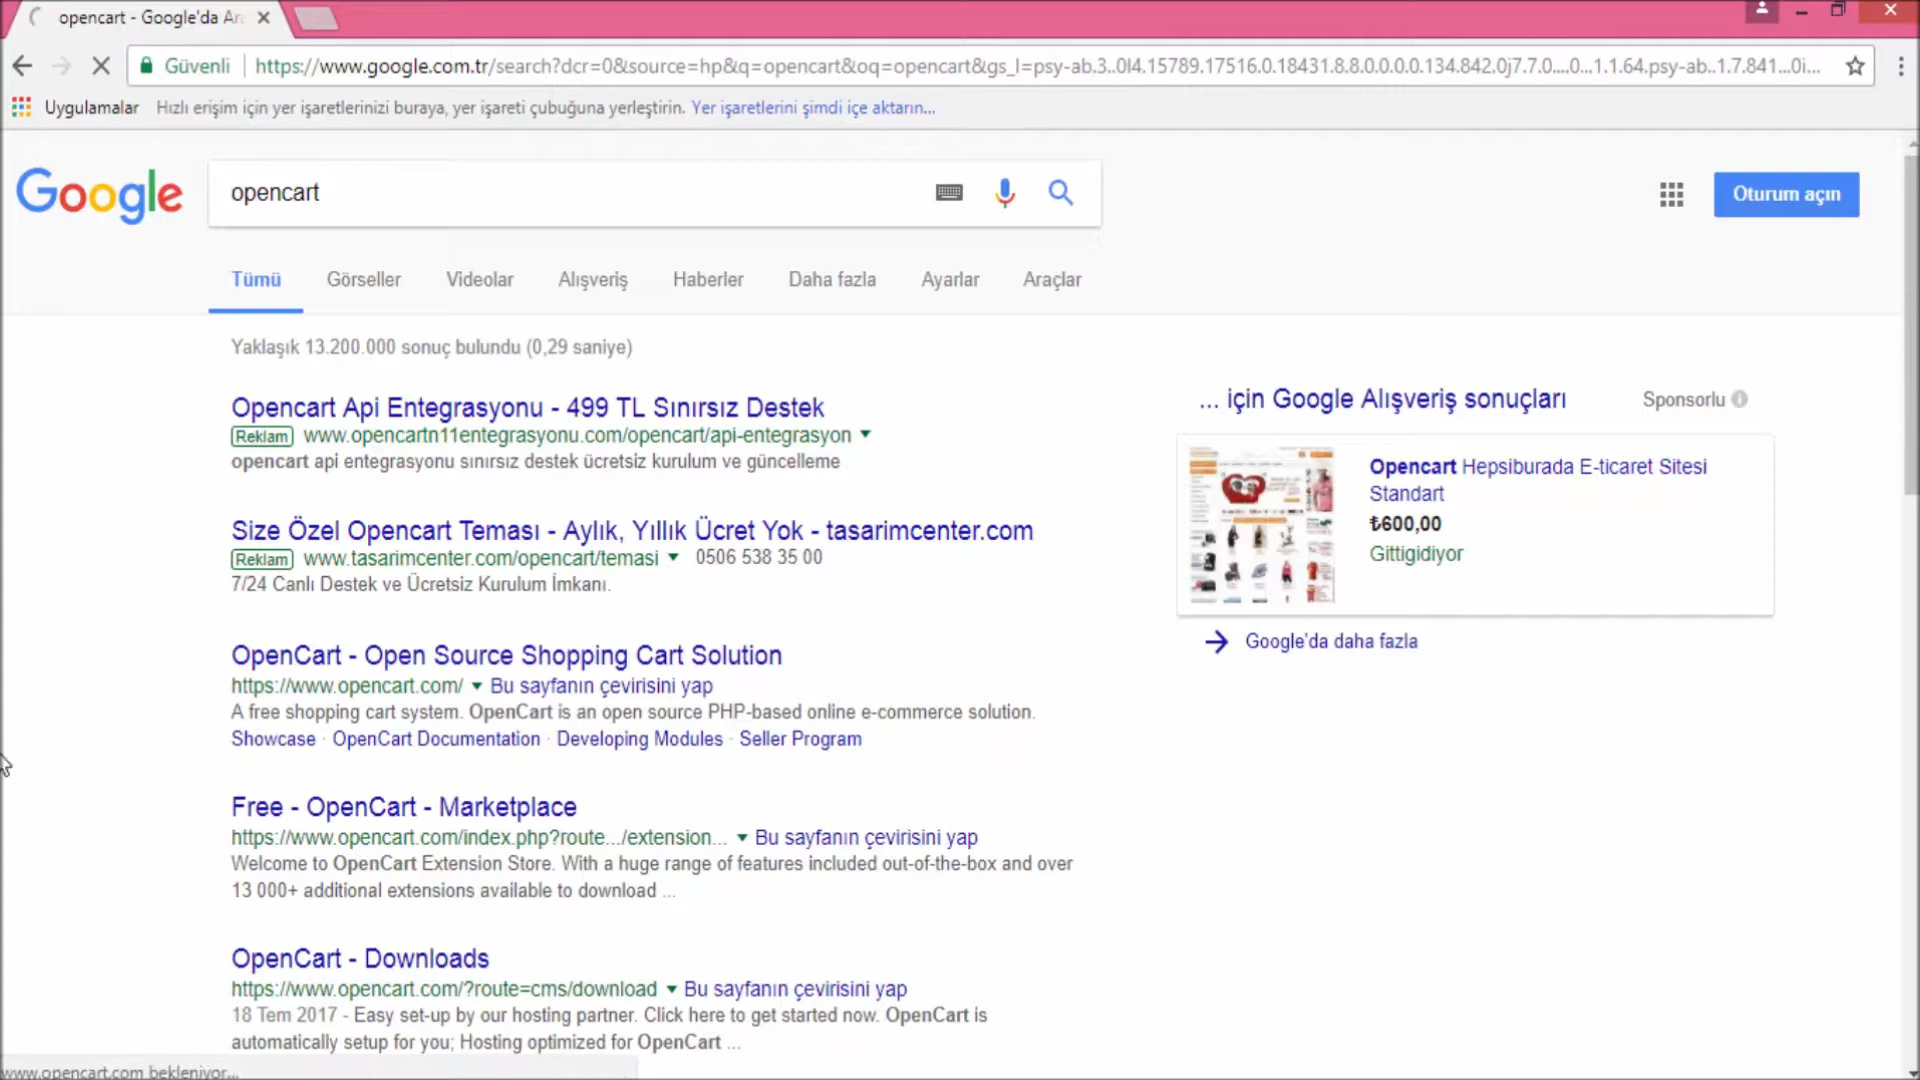 opencart - Google'da Ar
Güvenli https://www.google.com.tr/search?dcr=0&source=hp&q=opencart&oq=opencart&gs_l=psy-ab.3..0l4.15789.17516.0.18431.8.8.0.0.0.0.134.842.0j7.7.0....0...1.1.64.psy-ab..1.7.841...0i...
Uygulamalar Hızlı erişim için yer işaretlerinizi buraya, yer işareti çubuğuna yerleştirin. Yer işaretlerini şimdi içe aktarın...
Google opencart Oturum açın
Tümü Görseller Videolar Alışveriş Haberler Daha fazla Ayarlar Araçlar
Yaklaşık 13.200.000 sonuç bulundu (0,29 saniye)
Opencart Api Entegrasyonu - 499 TL Sınırsız Destek
Reklam www.opencartn11entegrasyonu.com/opencart/api-entegrasyon
opencart api entegrasyonu sınırsız destek ücretsiz kurulum ve güncelleme
Size Özel Opencart Teması - Aylık, Yıllık Ücret Yok - tasarimcenter.com
Reklam www.tasarimcenter.com/opencart/temasi 0506 538 35 00
7/24 Canlı Destek ve Ücretsiz Kurulum İmkanı.
OpenCart - Open Source Shopping Cart Solution
https://www.opencart.com/ Bu sayfanın çevirisini yap
A free shopping cart system. OpenCart is an open source PHP-based online e-commerce solution.
Showcase · OpenCart Documentation · Developing Modules · Seller Program
Free - OpenCart - Marketplace
https://www.opencart.com/index.php?route.../extension... Bu sayfanın çevirisini yap
Welcome to OpenCart Extension Store. With a huge range of features included out-of-the-box and over
13 000+ additional extensions available to download ...
OpenCart - Downloads
https://www.opencart.com/?route=cms/download Bu sayfanın çevirisini yap
18 Tem 2017 - Easy set-up by our hosting partner. Click here to get started now. OpenCart is
automatically setup for you; Hosting optimized for OpenCart ...
... için Google Alışveriş sonuçları Sponsorlu
Opencart Hepsiburada E-ticaret Sitesi
Standart
₺600,00
Gittigidiyor
Google'da daha fazla
www.opencart.com bekleniyor...